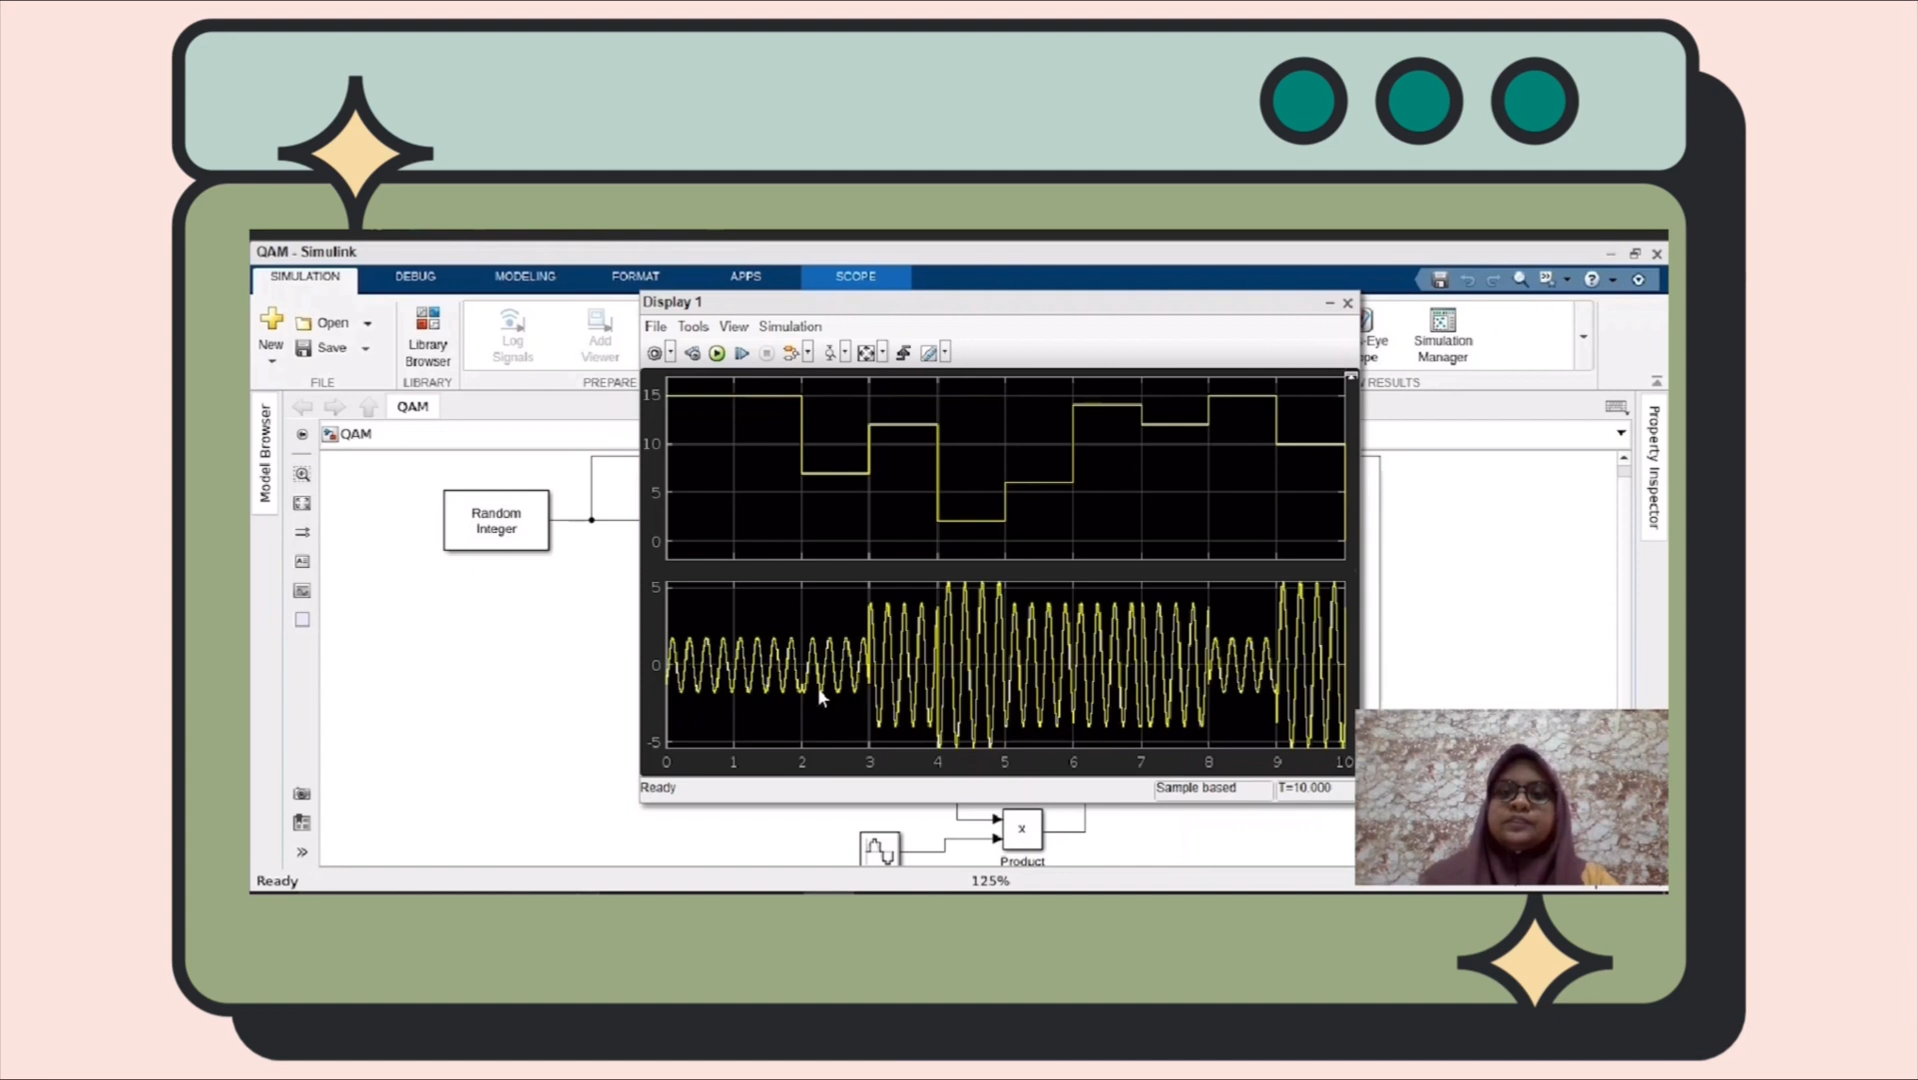 QAM - Simulink
SIMULATION DEBUG MODELING FORMAT APPS SCOPE
Display 1
File Tools View Simulation
New
Open
Save
Library
Browser
Log
Signals
Add
Viewer
Simulation
Manager
FILE LIBRARY PREPARE RESULTS
Model Browser
QAM
QAM
Property Inspector
Random
Integer
15
10
5
0
5
0
-5
0 1 2 3 4 5 6 7 8 9 10
Ready Sample based T=10.000
x
Product
Ready 125%